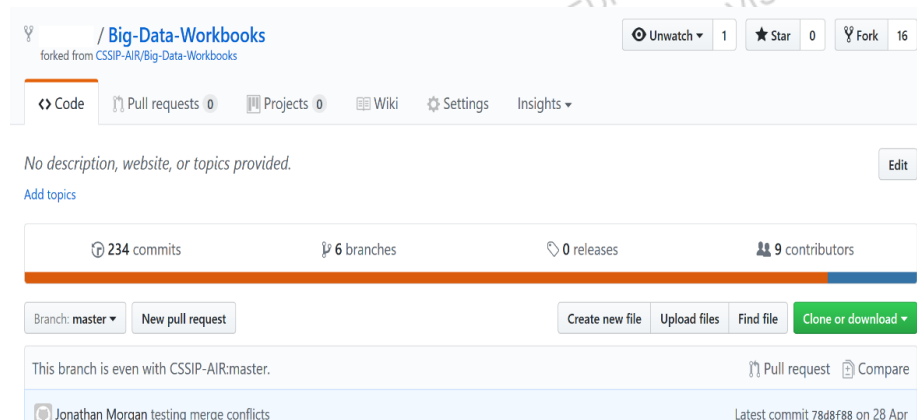 / Big-Data-Workbooks
Unwatch 1 Star 0 Fork 16
forked from CSSIP-AIR/Big-Data-Workbooks
Code Pull requests 0 Projects 0 Wiki Settings Insights
No description, website, or topics provided. Edit
Add topics
234 commits 6 branches 0 releases 9 contributors
Branch: master New pull request Create new file Upload files Find file Clone or download
This branch is even with CSSIP-AIR:master. Pull request Compare
Jonathan Morgan testing merge conflicts Latest commit 78d8f88 on 28 Apr